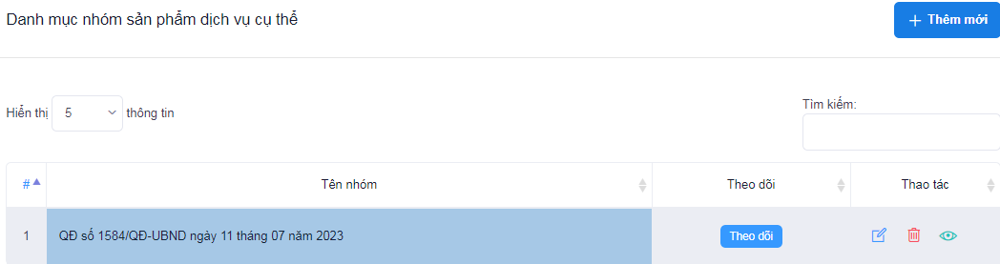 Danh mục nhóm sản phẩm dịch vụ cụ thể
+ Thêm mới
Hiển thị 5 thông tin
Tìm kiếm:
# Tên nhóm Theo dõi Thao tác
1 QĐ số 1584/QĐ-UBND ngày 11 tháng 07 năm 2023 Theo dõi